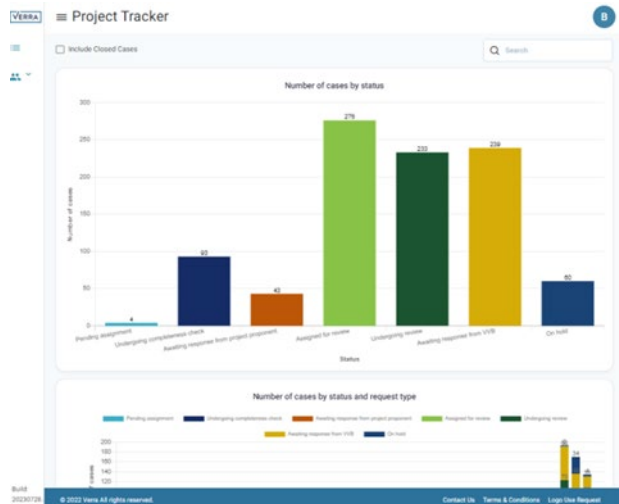 VERRA
Project Tracker
B
Include Closed Cases
Search
Number of cases by status
300
276
250
239
233
200
150
Number of cases
100
93
60
50
43
4
0
Pending assignment
Undergoing completeness check
Awaiting response from project proponent
Assigned for review
Undergoing review
Awaiting response from VVB
On hold
Status
Number of cases by status and request type
Pending assignment Undergoing completeness check Awaiting response from project proponent Assigned for review Undergoing review
Awaiting response from VVB On hold
200
180
160
140
120
of cases
34
Build
20230726
© 2022 Verra All rights reserved.
Contact Us Terms & Conditions Logo Use Request